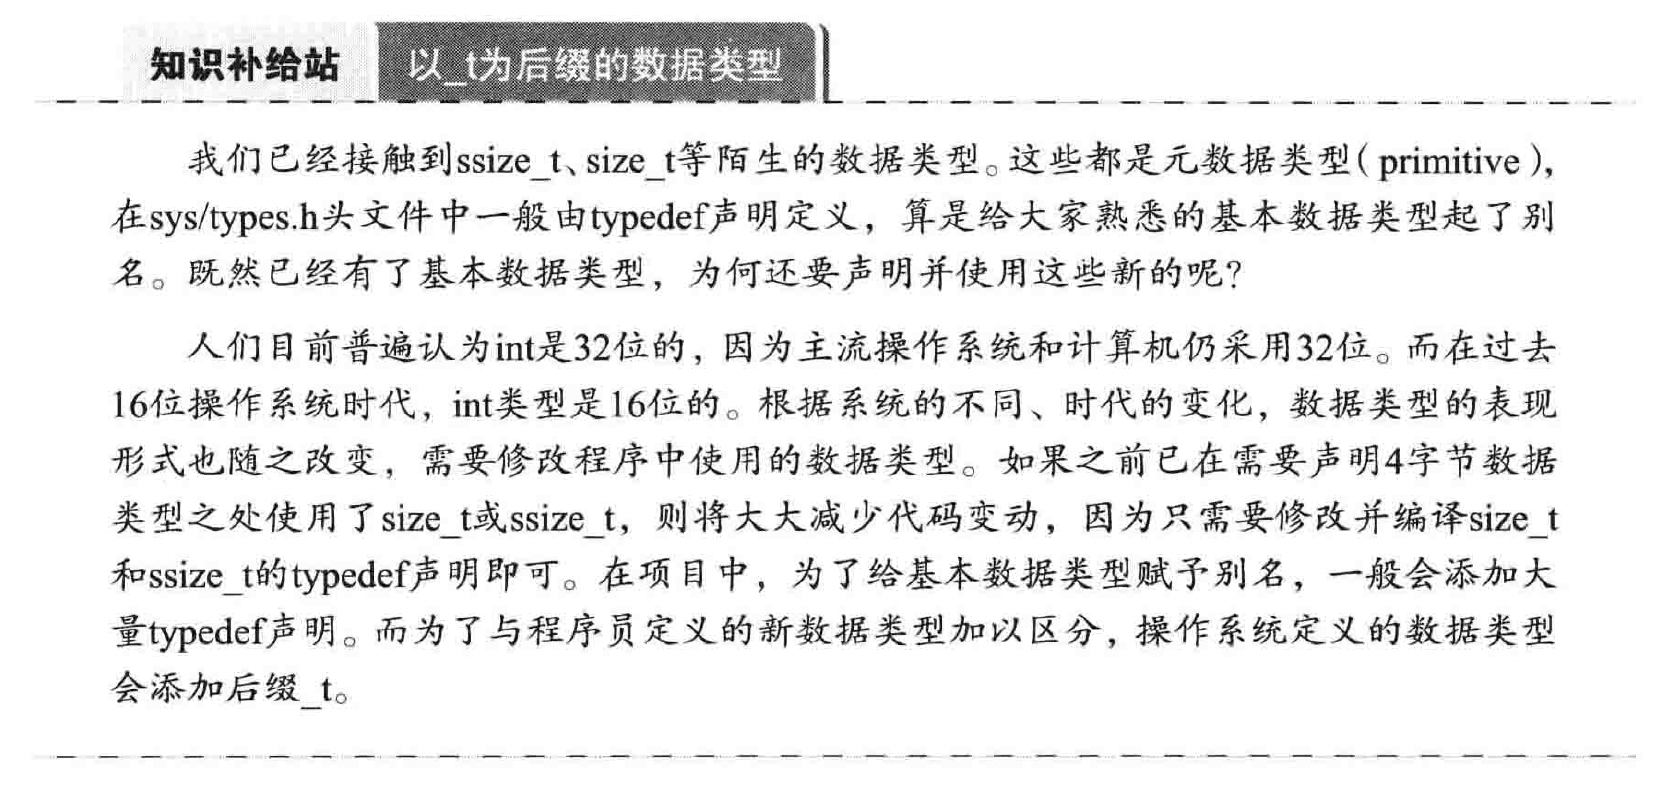 知识补给站 以_t为后缀的数据类型
我们已经接触到ssize_t、size_t等陌生的数据类型。这些都是元数据类型(primitive),
在sys/types.h头文件中一般由typedef声明定义，算是给大家熟悉的基本数据类型起了别
名。既然已经有了基本数据类型，为何还要声明并使用这些新的呢？
人们目前普遍认为int是32位的，因为主流操作系统和计算机仍采用32位。而在过去
16位操作系统时代，int类型是16位的。根据系统的不同、时代的变化，数据类型的表现
形式也随之改变，需要修改程序中使用的数据类型。如果之前已在需要声明4字节数据
类型之处使用了size_t或ssize_t，则将大大减少代码变动，因为只需要修改并编译size_t
和ssize_t的typedef声明即可。在项目中，为了给基本数据类型赋予别名，一般会添加大
量typedef声明。而为了与程序员定义的新数据类型加以区分，操作系统定义的数据类型
会添加后缀_t。